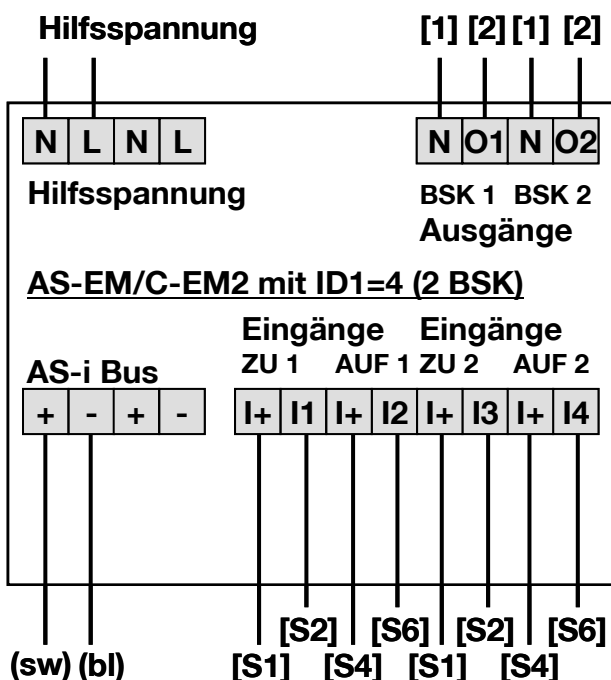 Hilfsspannung [1] [2] [1] [2]
N L N L N O1 N O2
Hilfsspannung BSK 1 BSK 2
Ausgänge
AS-EM/C-EM2 mit ID1=4 (2 BSK)
Eingänge Eingänge
AS-i Bus ZU 1 AUF 1 ZU 2 AUF 2
+ - + - I+ I1 I+ I2 I+ I3 I+ I4
[S2] [S6] [S2] [S6]
(sw) (bl) [S1] [S4] [S1] [S4]